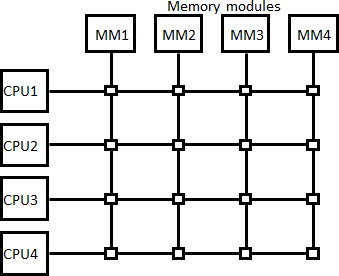 Memory modules
MM1 MM2 MM3 MM4
CPU1
CPU2
CPU3
CPU4